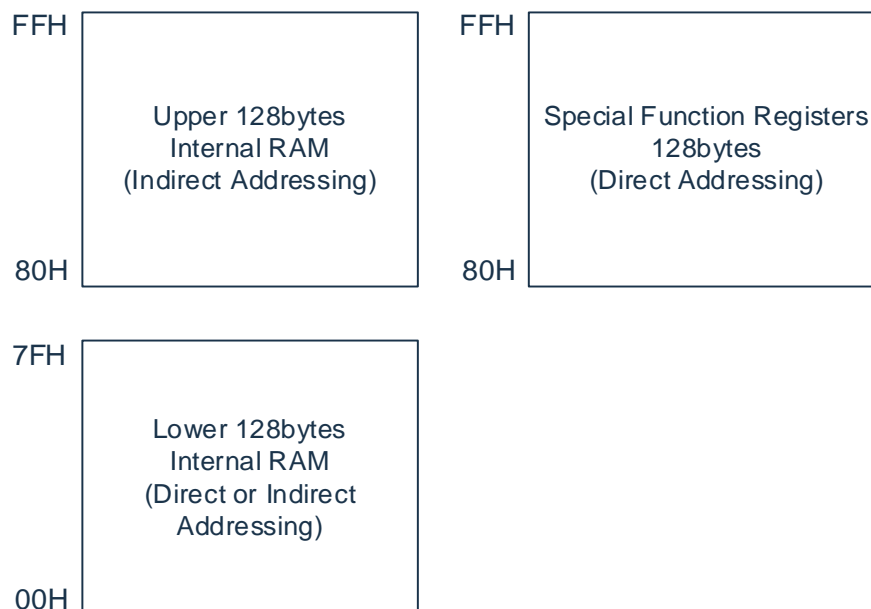 FFH
Upper 128bytes
Internal RAM
(Indirect Addressing)
80H
FFH
Special Function Registers
128bytes
(Direct Addressing)
80H
7FH
Lower 128bytes
Internal RAM
(Direct or Indirect
Addressing)
00H